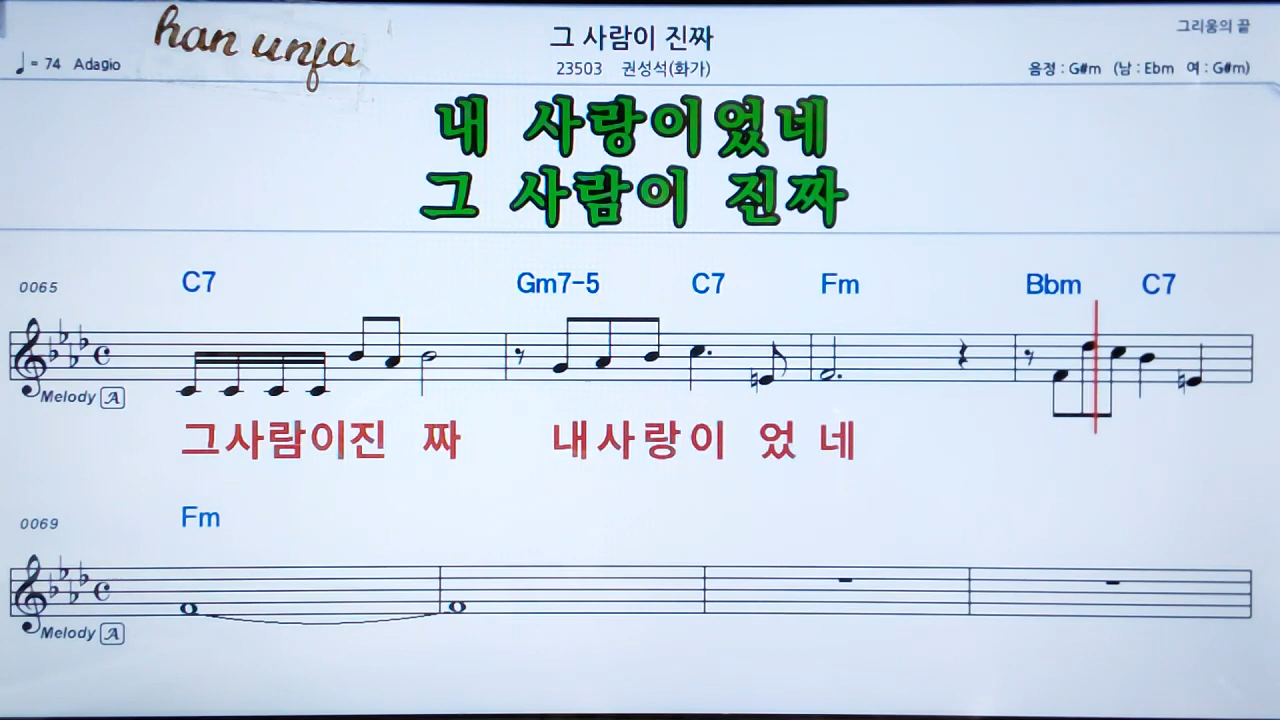 han unfa
그 사람이 진짜
그리움의 끝
♩= 74 Adagio
23503 권성석(화가)
음정 : G#m (남 : Ebm 여 : G#m)
내 사랑이었네
그 사람이 진짜
0065
C7 Gm7-5 C7 Fm Bbm C7
Melody A
그사람이진 짜 내사랑이 었 네
0069
Fm
Melody A